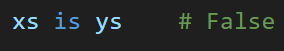 xs is ys    # False